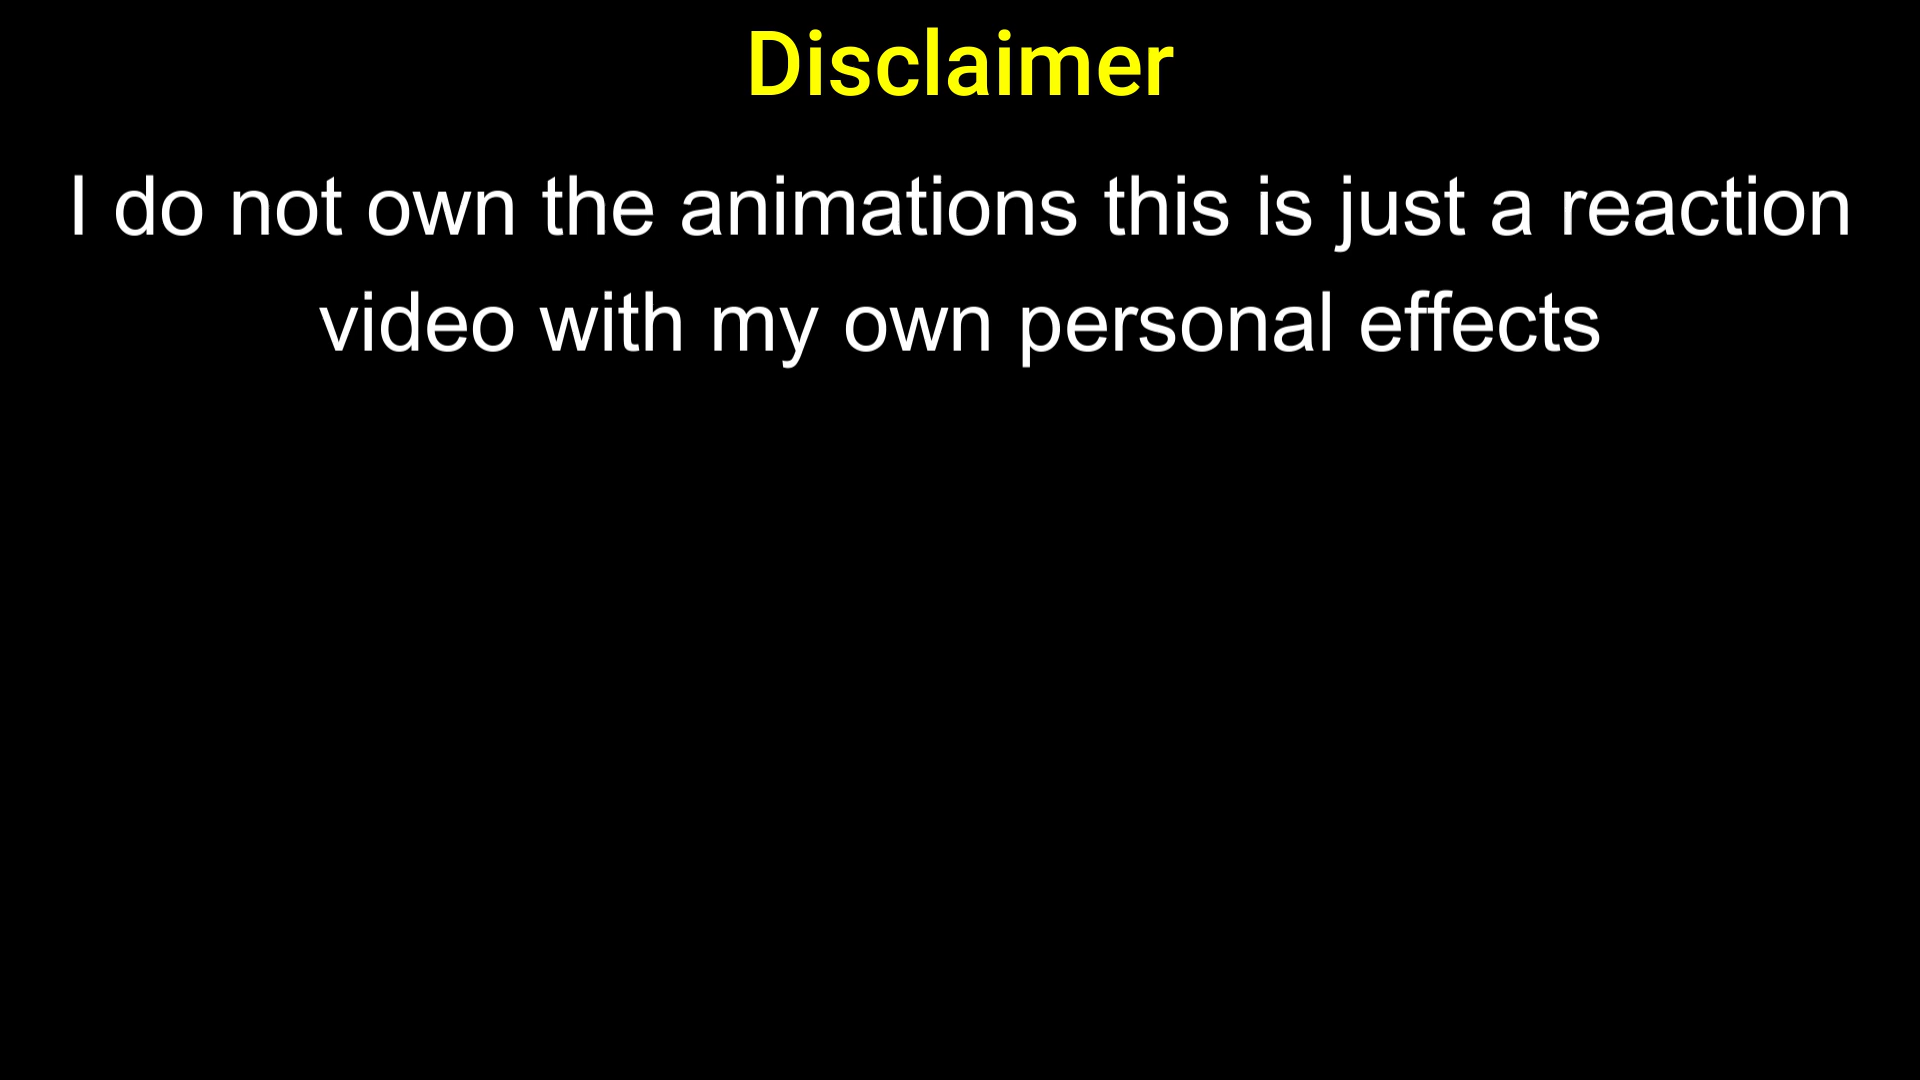 Disclaimer
I do not own the animations this is just a reaction
video with my own personal effects